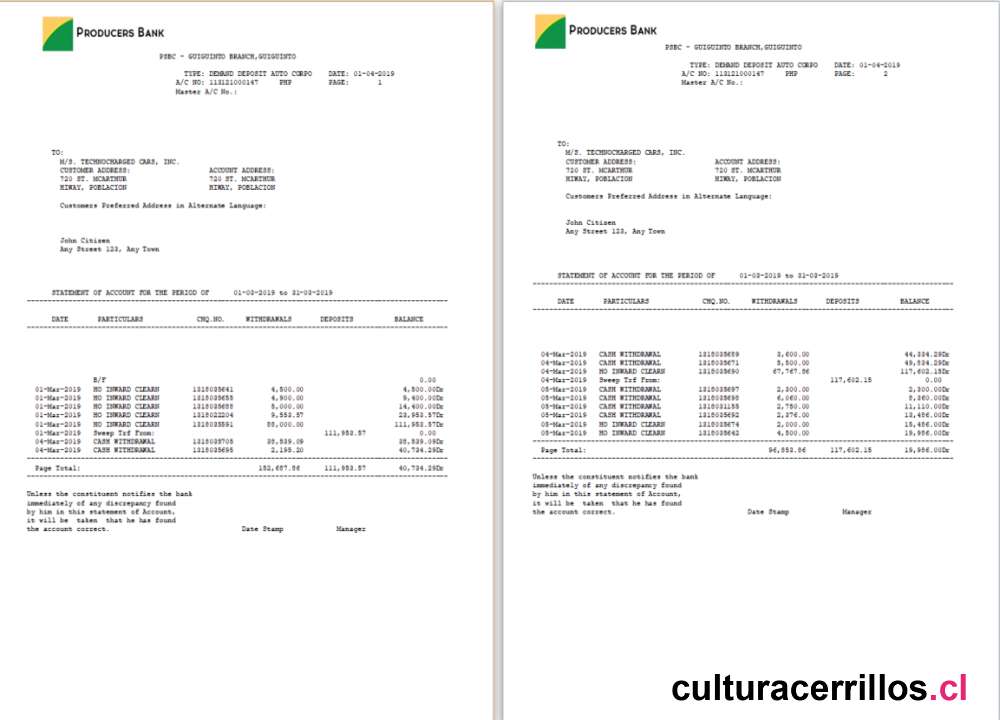 PRODUCERS BANK
PSBC - GUIGUINTO BRANCH,GUIGUINTO
TYPE: DEMAND DEPOSIT AUTO CORPO DATE: 01-04-2019
A/C NO: 113121000147 PHP PAGE: 1
Master A/C No.:
TO:
M/S. TECHNOCHARGED CARS, INC.
CUSTOMER ADDRESS: ACCOUNT ADDRESS:
720 ST. MCARTHUR 720 ST. MCARTHUR
HIWAY, POBLACION HIWAY, POBLACION
Customers Preferred Address in Alternate Language:
John Citizen
Any Street 123, Any Town
STATEMENT OF ACCOUNT FOR THE PERIOD OF 01-03-2019 to 31-03-2019
DATE PARTICULARS CHQ.NO. WITHDRAWALS DEPOSITS BALANCE
B/F 0.00
01-Mar-2019 MO INWARD CLEARN 1318035641 4,500.00 4,500.00Dr
01-Mar-2019 MO INWARD CLEARN 1318035655 4,900.00 9,400.00Dr
01-Mar-2019 MO INWARD CLEARN 1318035688 5,000.00 14,400.00Dr
01-Mar-2019 MO INWARD CLEARN 1318022204 9,553.57 23,953.57Dr
01-Mar-2019 MO INWARD CLEARN 1318035591 88,000.00 111,953.57Dr
01-Mar-2019 Sweep Trf From: 111,953.57 0.00
04-Mar-2019 CASH WITHDRAWAL 1318035705 38,539.09 38,539.09Dr
04-Mar-2019 CASH WITHDRAWAL 1318035695 2,195.20 40,734.29Dr
Page Total: 152,687.86 111,953.57 40,734.29Dr
Unless the constituent notifies the bank
immediately of any discrepancy found
by him in this statement of Account,
it will be taken that he has found
the account correct. Date Stamp Manager
PRODUCERS BANK
PSBC - GUIGUINTO BRANCH,GUIGUINTO
TYPE: DEMAND DEPOSIT AUTO CORPO DATE: 01-04-2019
A/C NO: 113121000147 PHP PAGE: 2
Master A/C No.:
TO:
M/S. TECHNOCHARGED CARS, INC.
CUSTOMER ADDRESS: ACCOUNT ADDRESS:
720 ST. MCARTHUR 720 ST. MCARTHUR
HIWAY, POBLACION HIWAY, POBLACION
Customers Preferred Address in Alternate Language:
John Citizen
Any Street 123, Any Town
STATEMENT OF ACCOUNT FOR THE PERIOD OF 01-03-2019 to 31-03-2019
DATE PARTICULARS CHQ.NO. WITHDRAWALS DEPOSITS BALANCE
04-Mar-2019 CASH WITHDRAWAL 1318035689 3,600.00 44,334.29Dr
04-Mar-2019 CASH WITHDRAWAL 1318035671 5,500.00 49,834.29Dr
04-Mar-2019 MO INWARD CLEARN 1318035690 67,767.86 117,602.15Dr
04-Mar-2019 Sweep Trf From: 117,602.15 0.00
05-Mar-2019 CASH WITHDRAWAL 1318035697 2,300.00 2,300.00Dr
05-Mar-2019 CASH WITHDRAWAL 1318035698 6,060.00 8,360.00Dr
05-Mar-2019 CASH WITHDRAWAL 1318031155 2,750.00 11,110.00Dr
05-Mar-2019 CASH WITHDRAWAL 1318035692 2,376.00 13,486.00Dr
05-Mar-2019 MO INWARD CLEARN 1318035674 2,000.00 15,486.00Dr
05-Mar-2019 MO INWARD CLEARN 1318035642 4,500.00 19,986.00Dr
Page Total: 96,853.86 117,602.15 19,986.00Dr
Unless the constituent notifies the bank
immediately of any discrepancy found
by him in this statement of Account,
it will be taken that he has found
the account correct. Date Stamp Manager
culturacerrillos.cl